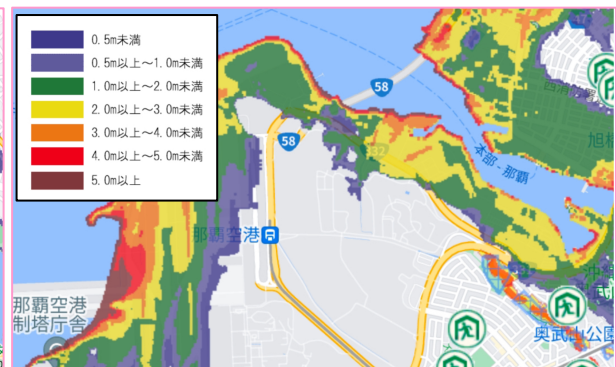 0.5m未満
0.5m以上～1.0m未満
1.0m以上～2.0m未満
2.0m以上～3.0m未満
3.0m以上～4.0m未満
4.0m以上～5.0m未満
5.0m以上
58
58
332
本部-那覇
旭橋
那覇空港
那覇空港
制塔庁舎
奥武山公園